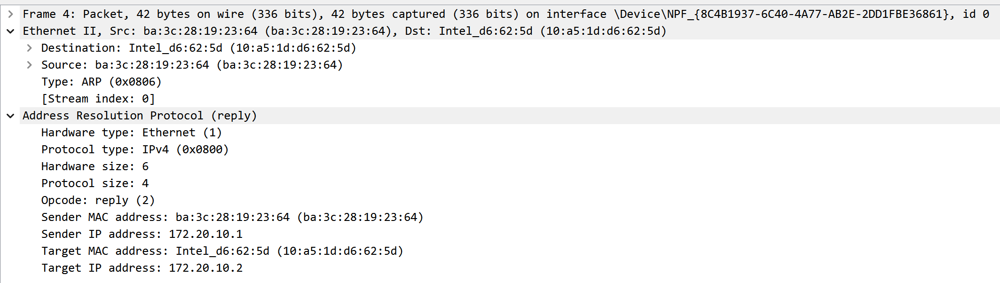 Frame 4: Packet, 42 bytes on wire (336 bits), 42 bytes captured (336 bits) on interface \Device\NPF_{8C4B1937-6C40-4A77-AB2E-2DD1FBE36861}, id 0
Ethernet II, Src: ba:3c:28:19:23:64 (ba:3c:28:19:23:64), Dst: Intel_d6:62:5d (10:a5:1d:d6:62:5d)
Destination: Intel_d6:62:5d (10:a5:1d:d6:62:5d)
Source: ba:3c:28:19:23:64 (ba:3c:28:19:23:64)
Type: ARP (0x0806)
[Stream index: 0]
Address Resolution Protocol (reply)
Hardware type: Ethernet (1)
Protocol type: IPv4 (0x0800)
Hardware size: 6
Protocol size: 4
Opcode: reply (2)
Sender MAC address: ba:3c:28:19:23:64 (ba:3c:28:19:23:64)
Sender IP address: 172.20.10.1
Target MAC address: Intel_d6:62:5d (10:a5:1d:d6:62:5d)
Target IP address: 172.20.10.2